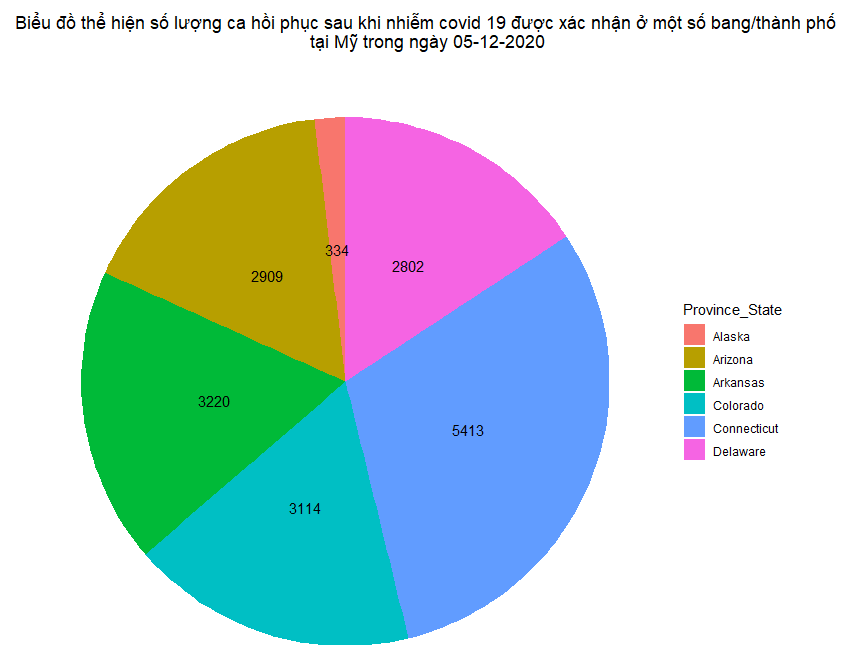 Biểu đồ thể hiện số lượng ca hồi phục sau khi nhiễm covid 19 được xác nhận ở một số bang/thành phố
tại Mỹ trong ngày 05-12-2020
334
2802
2909
3220
5413
3114
Province_State
Alaska
Arizona
Arkansas
Colorado
Connecticut
Delaware